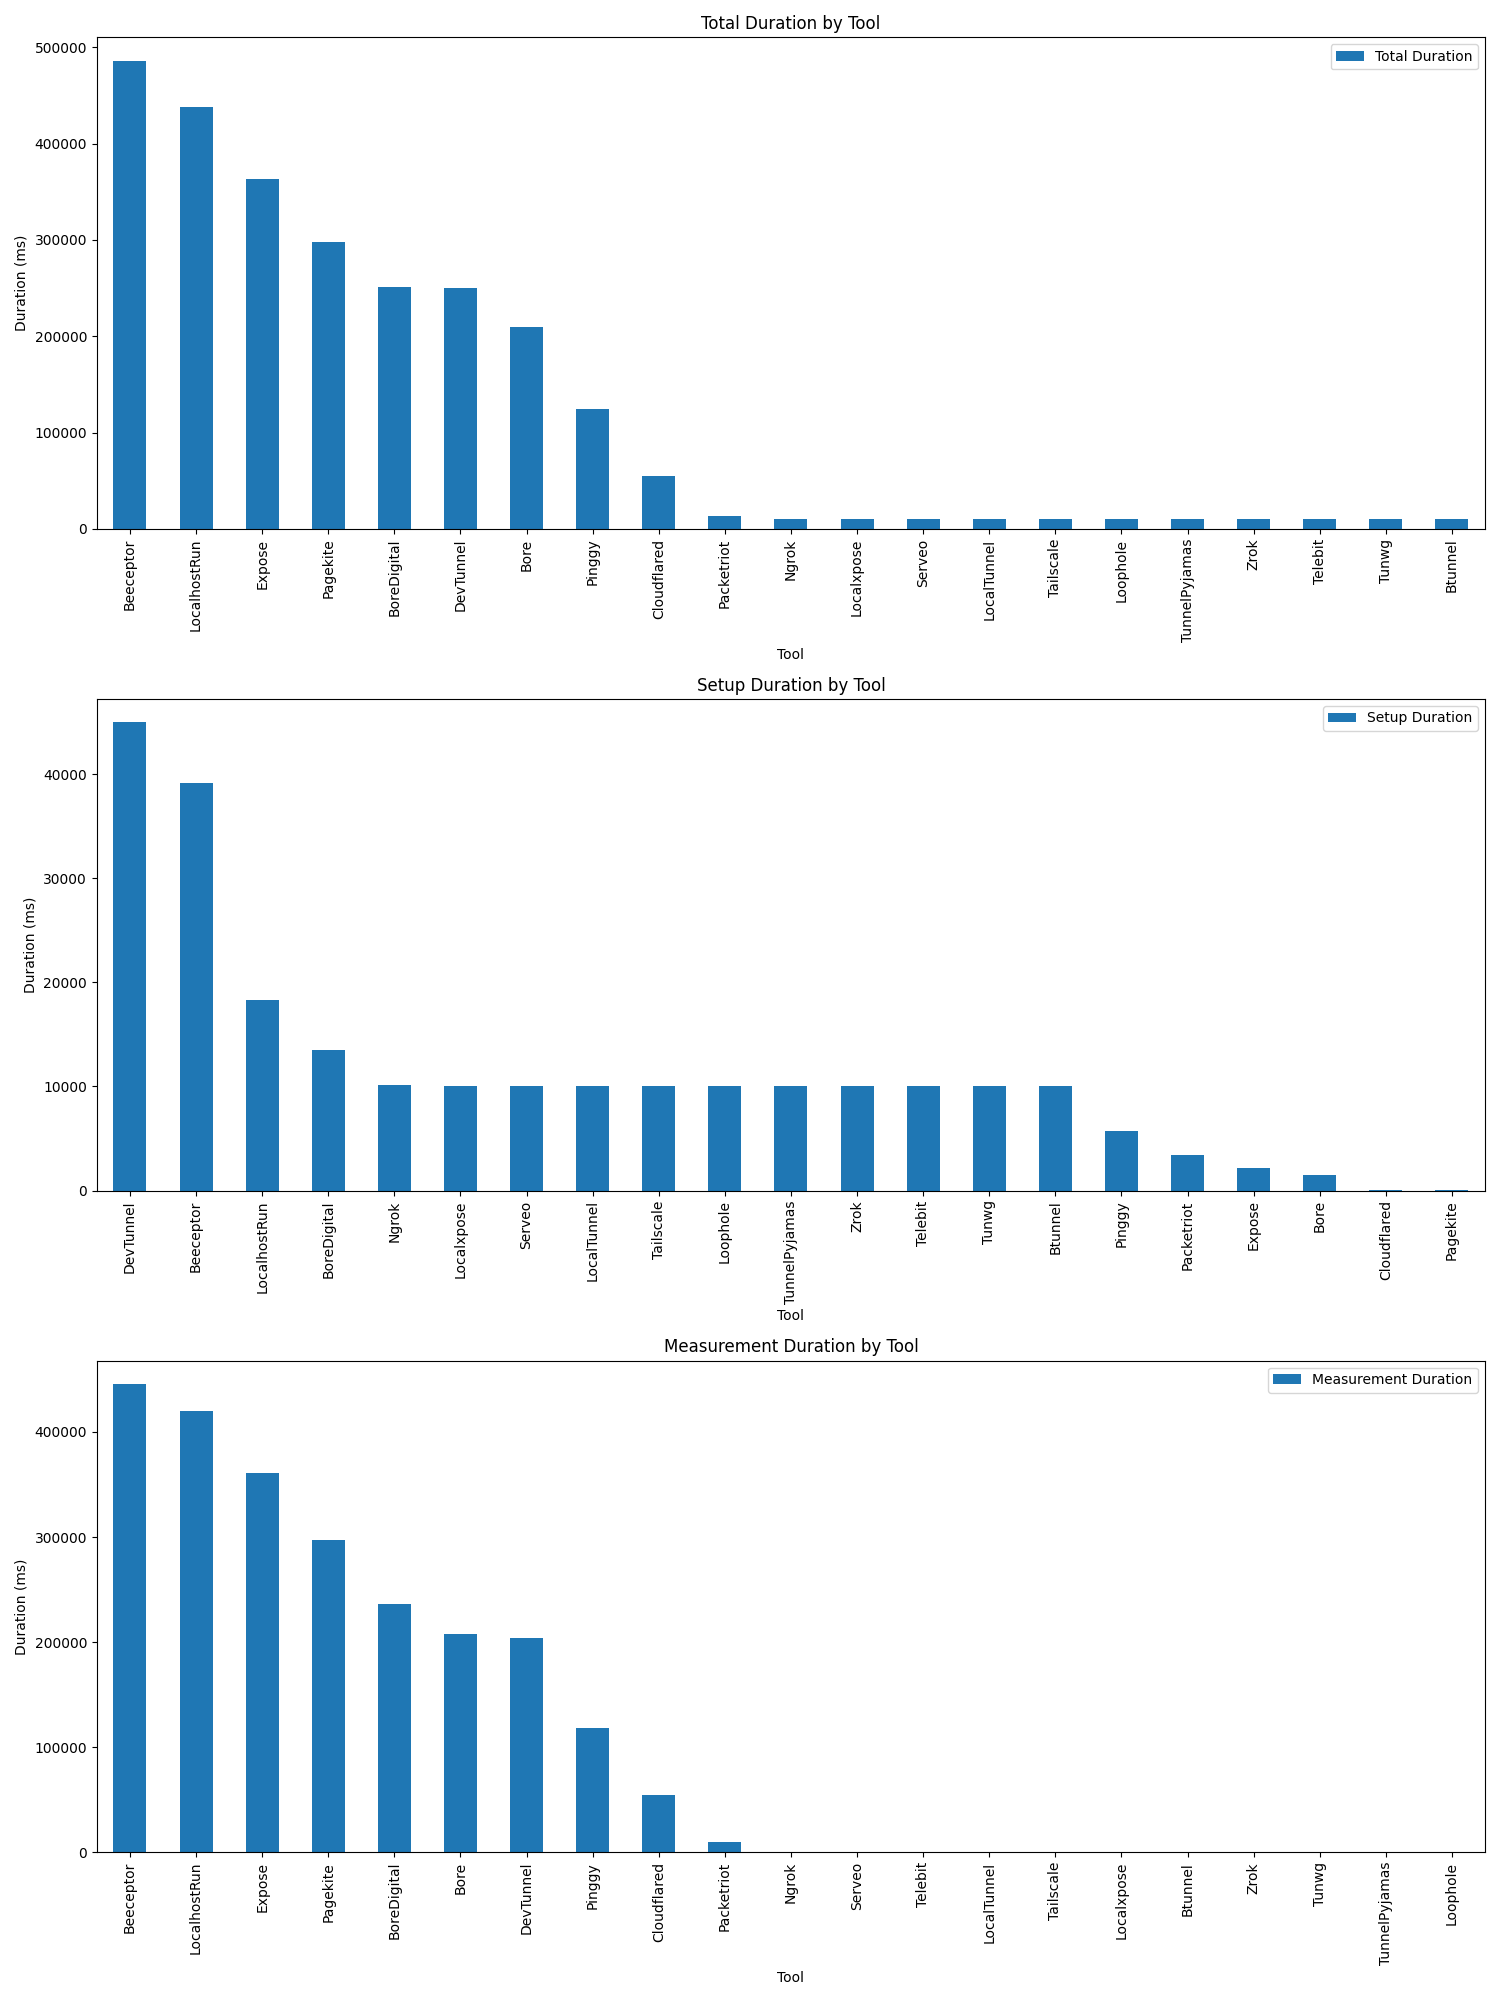 Total Duration by Tool
Total Duration
500000
400000
300000
200000
100000
0
Duration (ms)
Beeceptor
LocalhostRun
Expose
Pagekite
BoreDigital
DevTunnel
Bore
Pinggy
Cloudflared
Packetriot
Ngrok
Localxpose
Serveo
LocalTunnel
Tailscale
Loophole
TunnelPyjamas
Zrok
Telebit
Tunwg
Btunnel
Tool
Setup Duration by Tool
Setup Duration
40000
30000
20000
10000
0
Duration (ms)
DevTunnel
Beeceptor
LocalhostRun
BoreDigital
Ngrok
Localxpose
Serveo
LocalTunnel
Tailscale
Loophole
TunnelPyjamas
Zrok
Telebit
Tunwg
Btunnel
Pinggy
Packetriot
Expose
Bore
Cloudflared
Pagekite
Tool
Measurement Duration by Tool
Measurement Duration
400000
300000
200000
100000
0
Duration (ms)
Beeceptor
LocalhostRun
Expose
Pagekite
BoreDigital
Bore
DevTunnel
Pinggy
Cloudflared
Packetriot
Ngrok
Serveo
Telebit
LocalTunnel
Tailscale
Localxpose
Btunnel
Zrok
Tunwg
TunnelPyjamas
Loophole
Tool